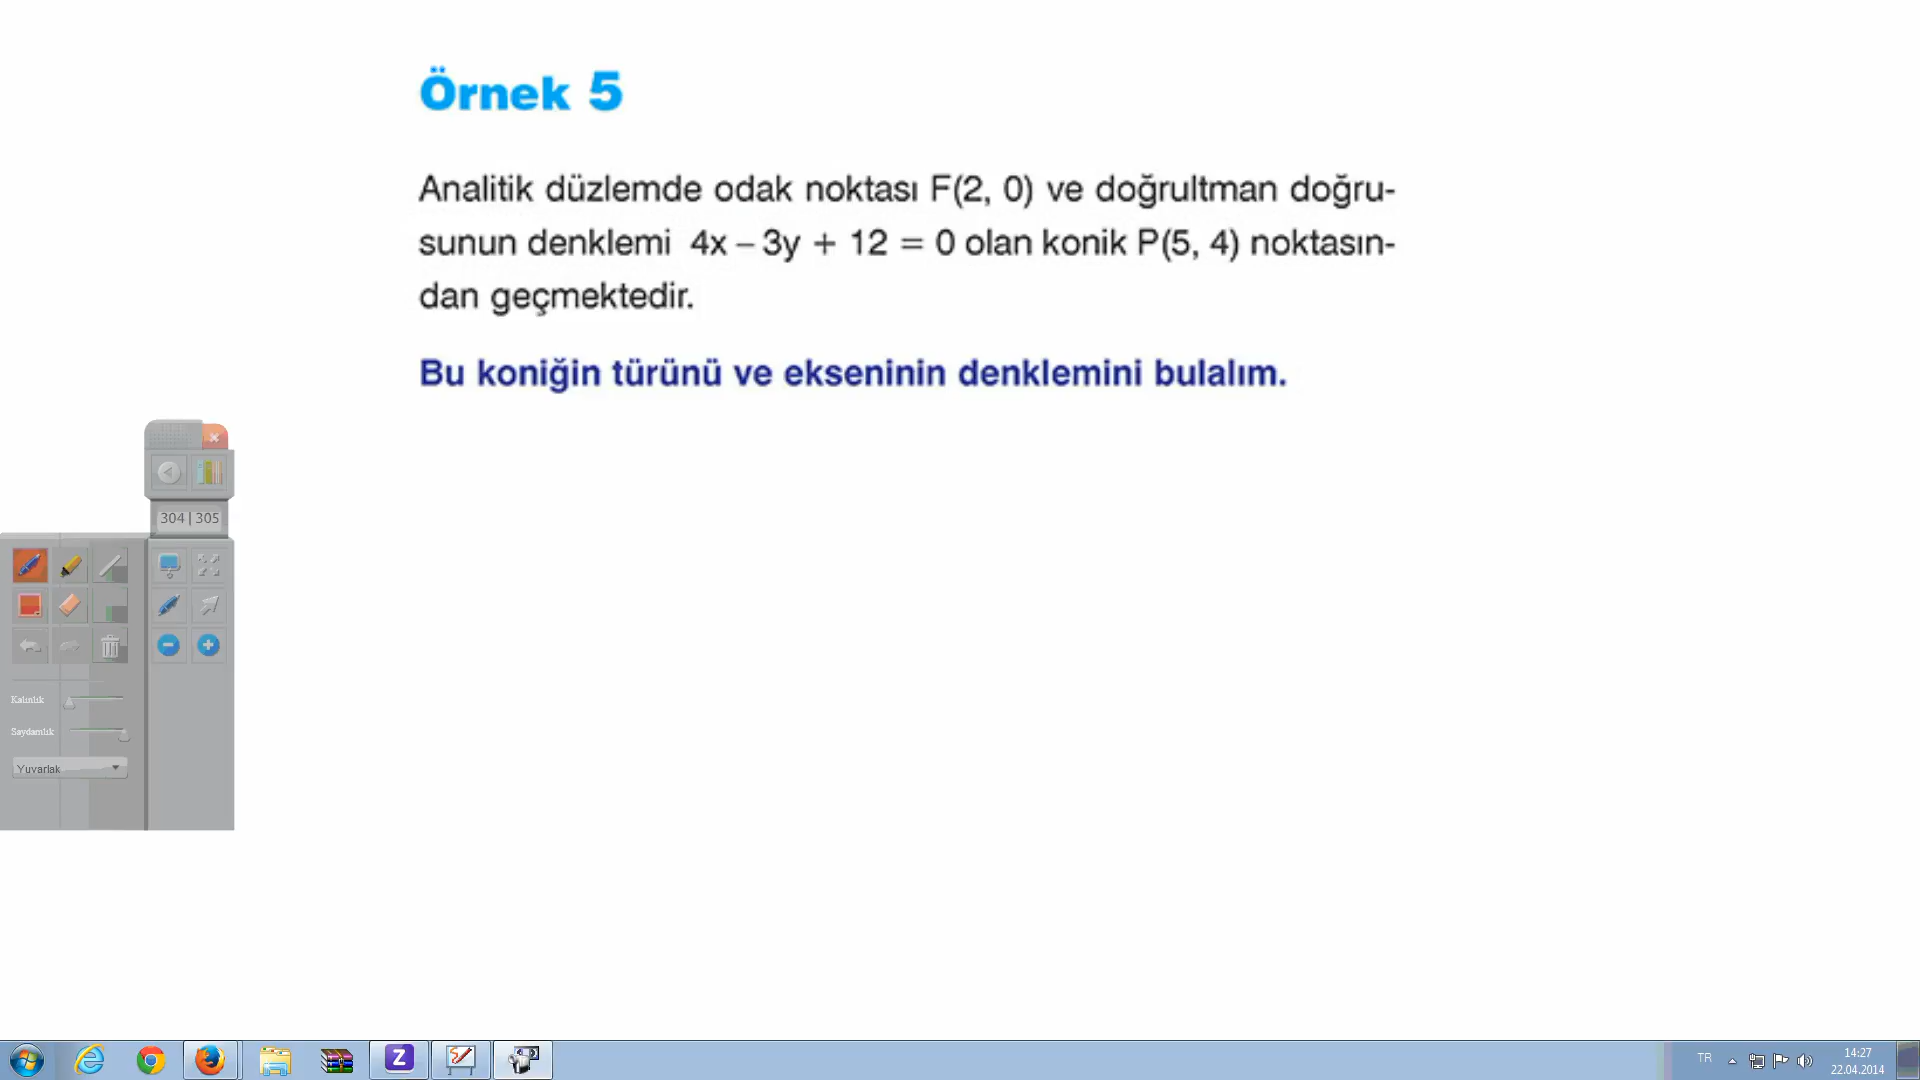 Örnek 5
Analitik düzlemde odak noktası F(2, 0) ve doğrultman doğru-
sunun denklemi 4x – 3y + 12 = 0 olan konik P(5, 4) noktasın-
dan geçmektedir.
Bu koniğin türünü ve ekseninin denklemini bulalım.
304 | 305
Kalınlık
Saydamlık
Yuvarlak
Z
TR
14:27
22.04.2014